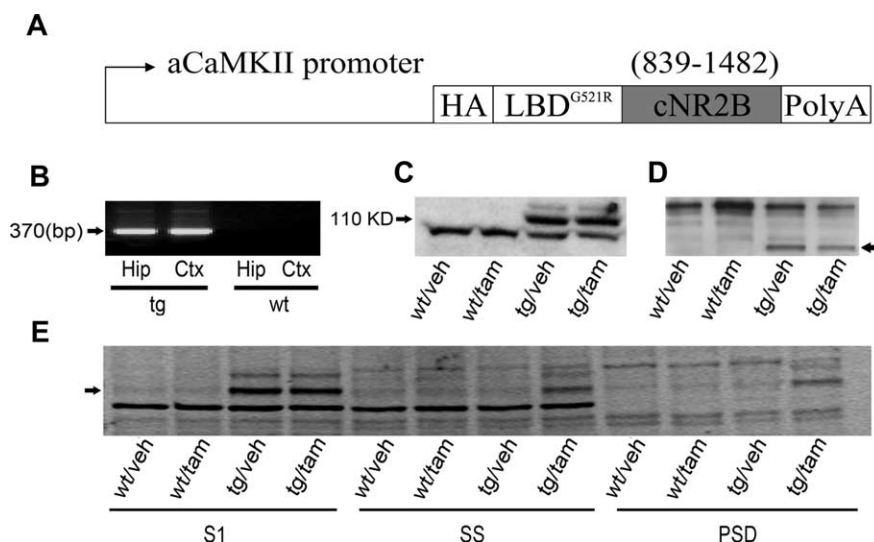 A
aCaMKII promoter
(839-1482)
HA LBD^G521R cNR2B PolyA
B
370(bp)
Hip Ctx Hip Ctx
tg wt
C
110 KD
wt/veh wt/tam tg/veh tg/tam
D
wt/veh wt/tam tg/veh tg/tam
E
wt/veh wt/tam tg/veh tg/tam wt/veh wt/tam tg/veh tg/tam wt/veh wt/tam tg/veh tg/tam
S1 SS PSD